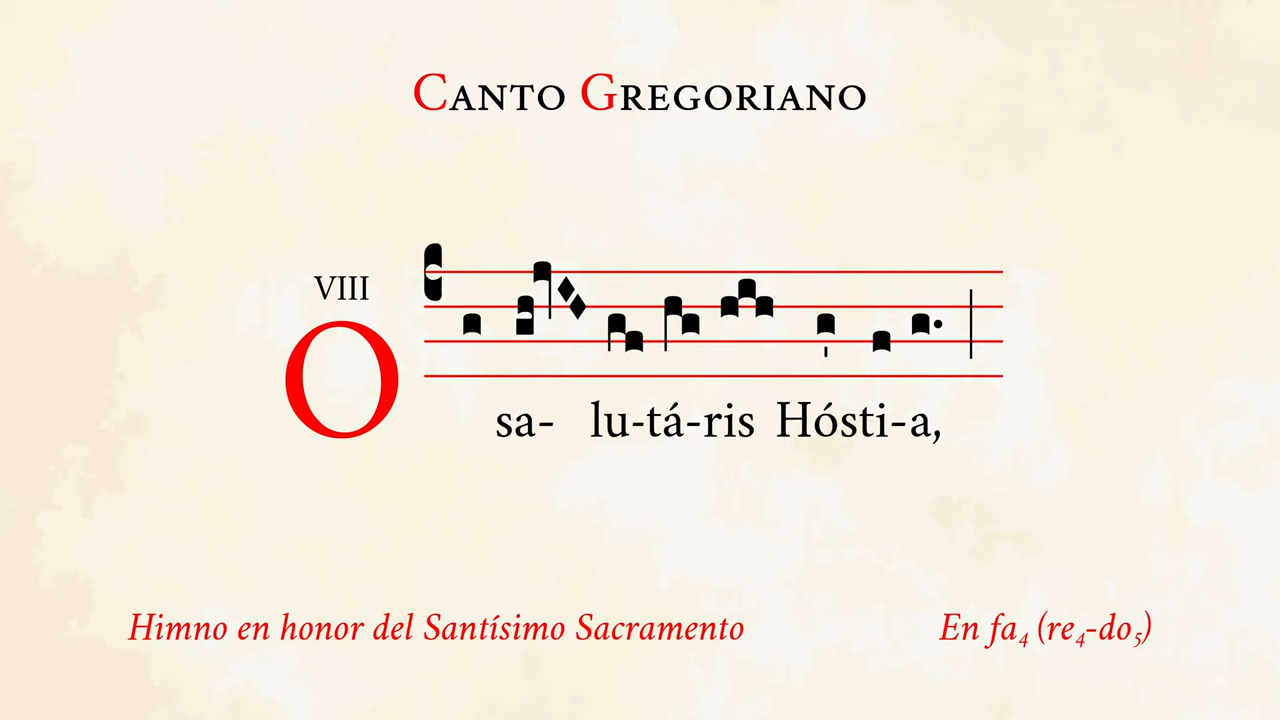 Canto Gregoriano
VIII
O sa- lu-tá-ris Hósti-a,
Himno en honor del Santísimo Sacramento
En fa₄ (re₄-do₅)